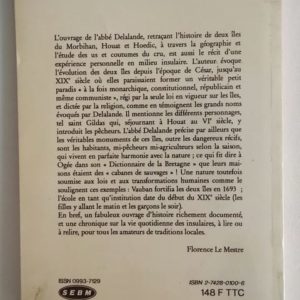 L'ouvrage de l'abbé Delalande, retraçant l'histoire de deux îles
du Morbihan, Houat et Hoedic, à travers la géographie et
l'étude des us et coutumes du cru, est aussi le récit d'une
expérience personnelle en milieu insulaire. L'auteur évoque
l'évolution des deux îles depuis l'époque de César, jusqu'au
XIXe siècle où elles paraissaient former un véritable petit
paradis « à la fois monarchique, constitutionnel, républicain et
même communiste », régi par la seule loi en vigueur sur les îles,
et dictée par la religion, comme en témoignent les grands noms
évoqués par Delalande. Il mentionne les différents personnages,
tel saint Gildas qui, séjournant à Houat au VIe siècle, y
introduit les pêcheurs. L'abbé Delalande précise par ailleurs que
les véritables monuments de ces îles, outre les dangereux récifs,
sont les habitants, mi-pêcheurs mi-agriculteurs selon la saison,
qui vivent en parfaite harmonie avec la nature ; ce qui fit dire à
Ogée dans son « Dictionnaire de la Bretagne » que leurs mai-
sons étaient des « cabanes de sauvages » ! Une nature toutefois
soumise aux lois et aux transformations humaines comme le
soulignent ces exemples : Vauban fortifia les deux îles en 1693 ;
l'école en tant qu'institution date du début du XIXe siècle (les
filles y allant le matin et les garçons le soir).
En bref, un fabuleux ouvrage d'histoire richement documenté, et
une chronique sur la vie quotidienne des insulaires, à lire ou
à relire, pour tous les amateurs de traditions locales.
Florence Le Mestre
ISSN 0993-7129
SEBM
ISBN 2-7428-0100-6
148 F TTC